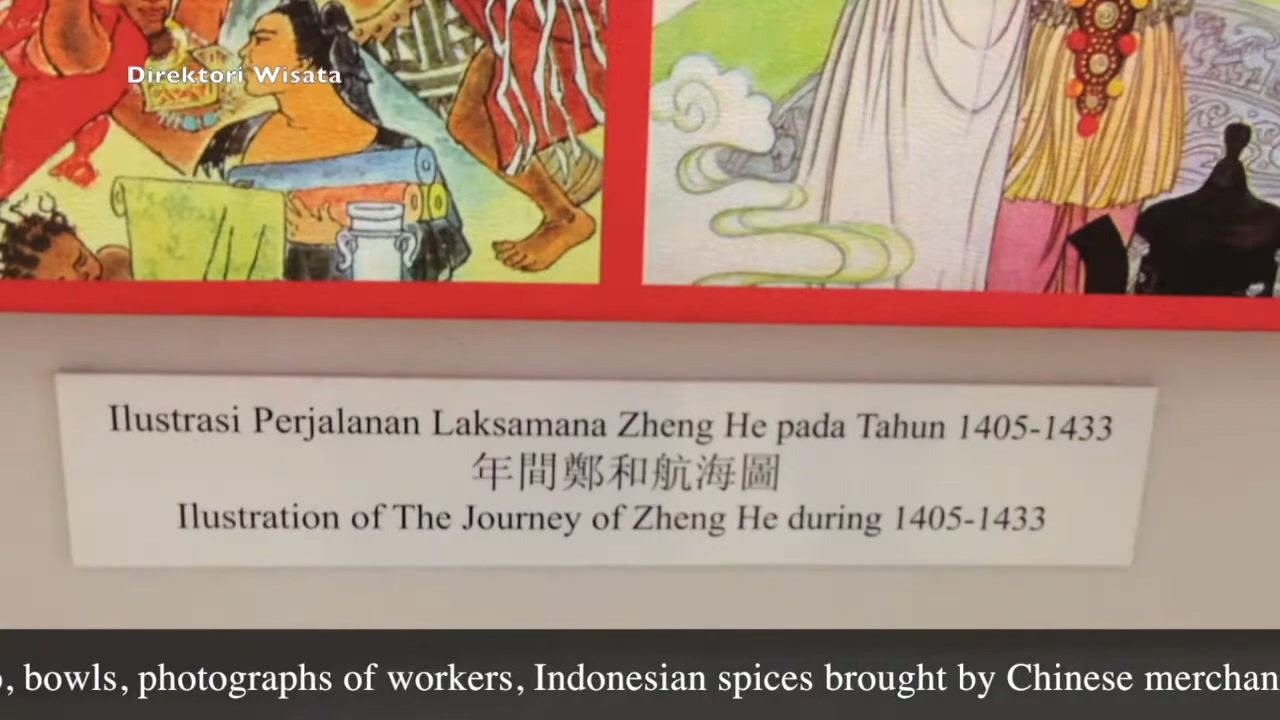 Direktori Wisata
Ilustrasi Perjalanan Laksamana Zheng He pada Tahun 1405-1433
年間鄭和航海圖
Ilustration of The Journey of Zheng He during 1405-1433
, bowls, photographs of workers, Indonesian spices brought by Chinese